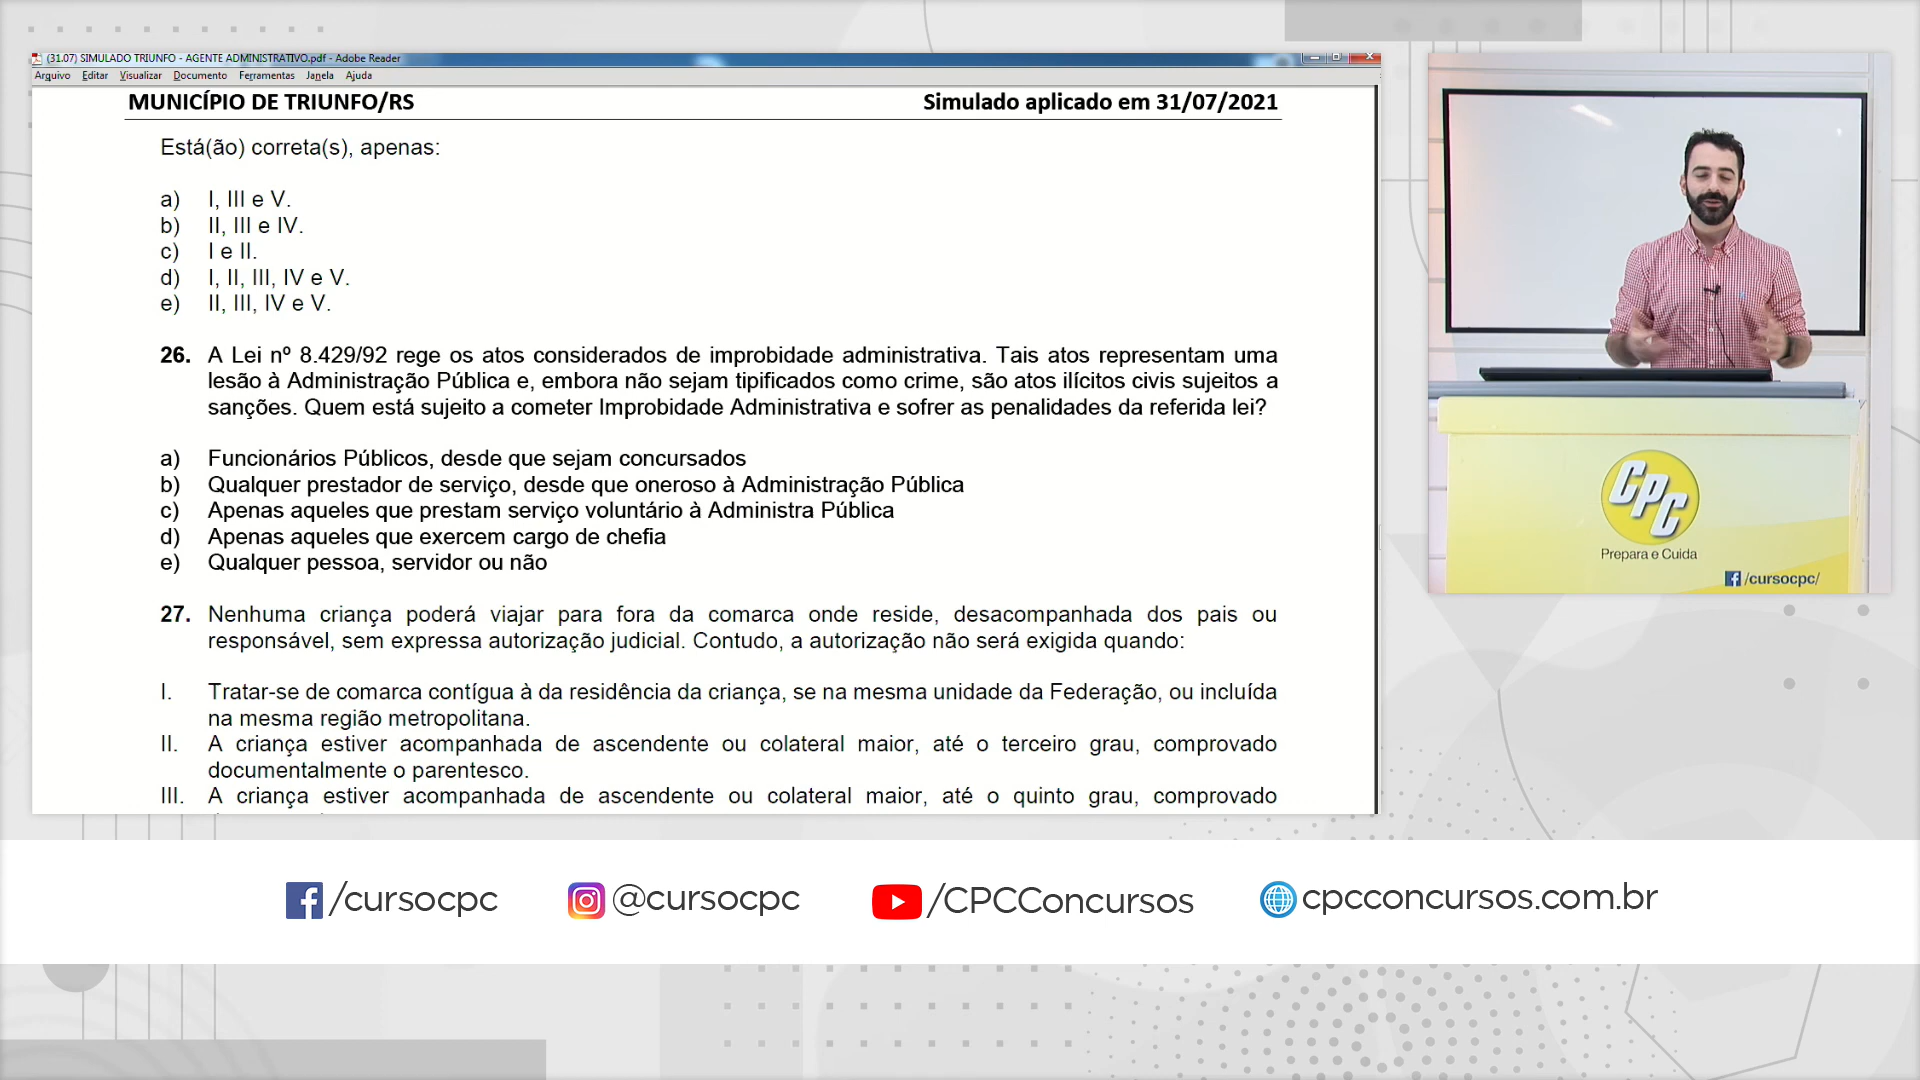 (31.07) SIMULADO TRIUNFO - AGENTE ADMINISTRATIVO.pdf - Adobe Reader
Arquivo Editar Visualizar Documento Ferramentas Janela Ajuda
MUNICÍPIO DE TRIUNFO/RS Simulado aplicado em 31/07/2021
Está(ão) correta(s), apenas:
a) I, III e V.
b) II, III e IV.
c) I e II.
d) I, II, III, IV e V.
e) II, III, IV e V.
26. A Lei nº 8.429/92 rege os atos considerados de improbidade administrativa. Tais atos representam uma
lesão à Administração Pública e, embora não sejam tipificados como crime, são atos ilícitos civis sujeitos a
sanções. Quem está sujeito a cometer Improbidade Administrativa e sofrer as penalidades da referida lei?
a) Funcionários Públicos, desde que sejam concursados
b) Qualquer prestador de serviço, desde que oneroso à Administração Pública
c) Apenas aqueles que prestam serviço voluntário à Administra Pública
d) Apenas aqueles que exercem cargo de chefia
e) Qualquer pessoa, servidor ou não
27. Nenhuma criança poderá viajar para fora da comarca onde reside, desacompanhada dos pais ou
responsável, sem expressa autorização judicial. Contudo, a autorização não será exigida quando:
I. Tratar-se de comarca contígua à da residência da criança, se na mesma unidade da Federação, ou incluída
na mesma região metropolitana.
II. A criança estiver acompanhada de ascendente ou colateral maior, até o terceiro grau, comprovado
documentalmente o parentesco.
III. A criança estiver acompanhada de ascendente ou colateral maior, até o quinto grau, comprovado
CPC
Prepara e Cuida
/cursocpc/
/cursocpc @cursocpc /CPCConcursos cpcconcursos.com.br